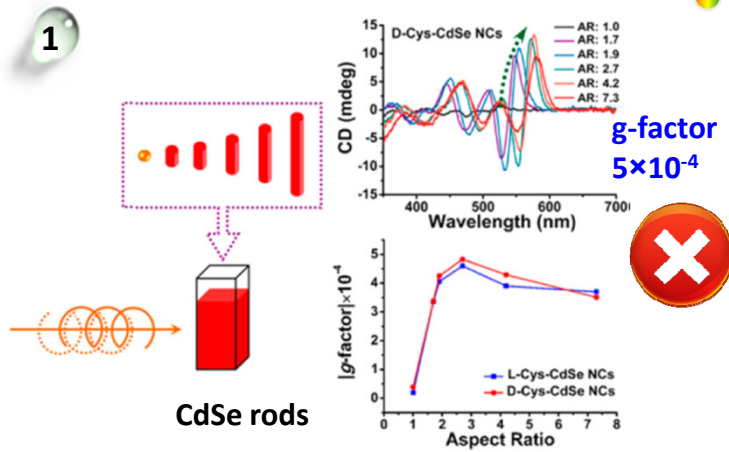 1
D-Cys-CdSe NCs
AR: 1.0
AR: 1.7
AR: 1.9
AR: 2.7
AR: 4.2
AR: 7.3
15
10
5
0
-5
-10
-15
CD (mdeg)
400
500
600
700
Wavelength (nm)
g-factor
5×10⁻⁴
5
4
3
2
1
0
|g-factor|×10⁻⁴
L-Cys-CdSe NCs
D-Cys-CdSe NCs
0 1 2 3 4 5 6 7 8
Aspect Ratio
CdSe rods